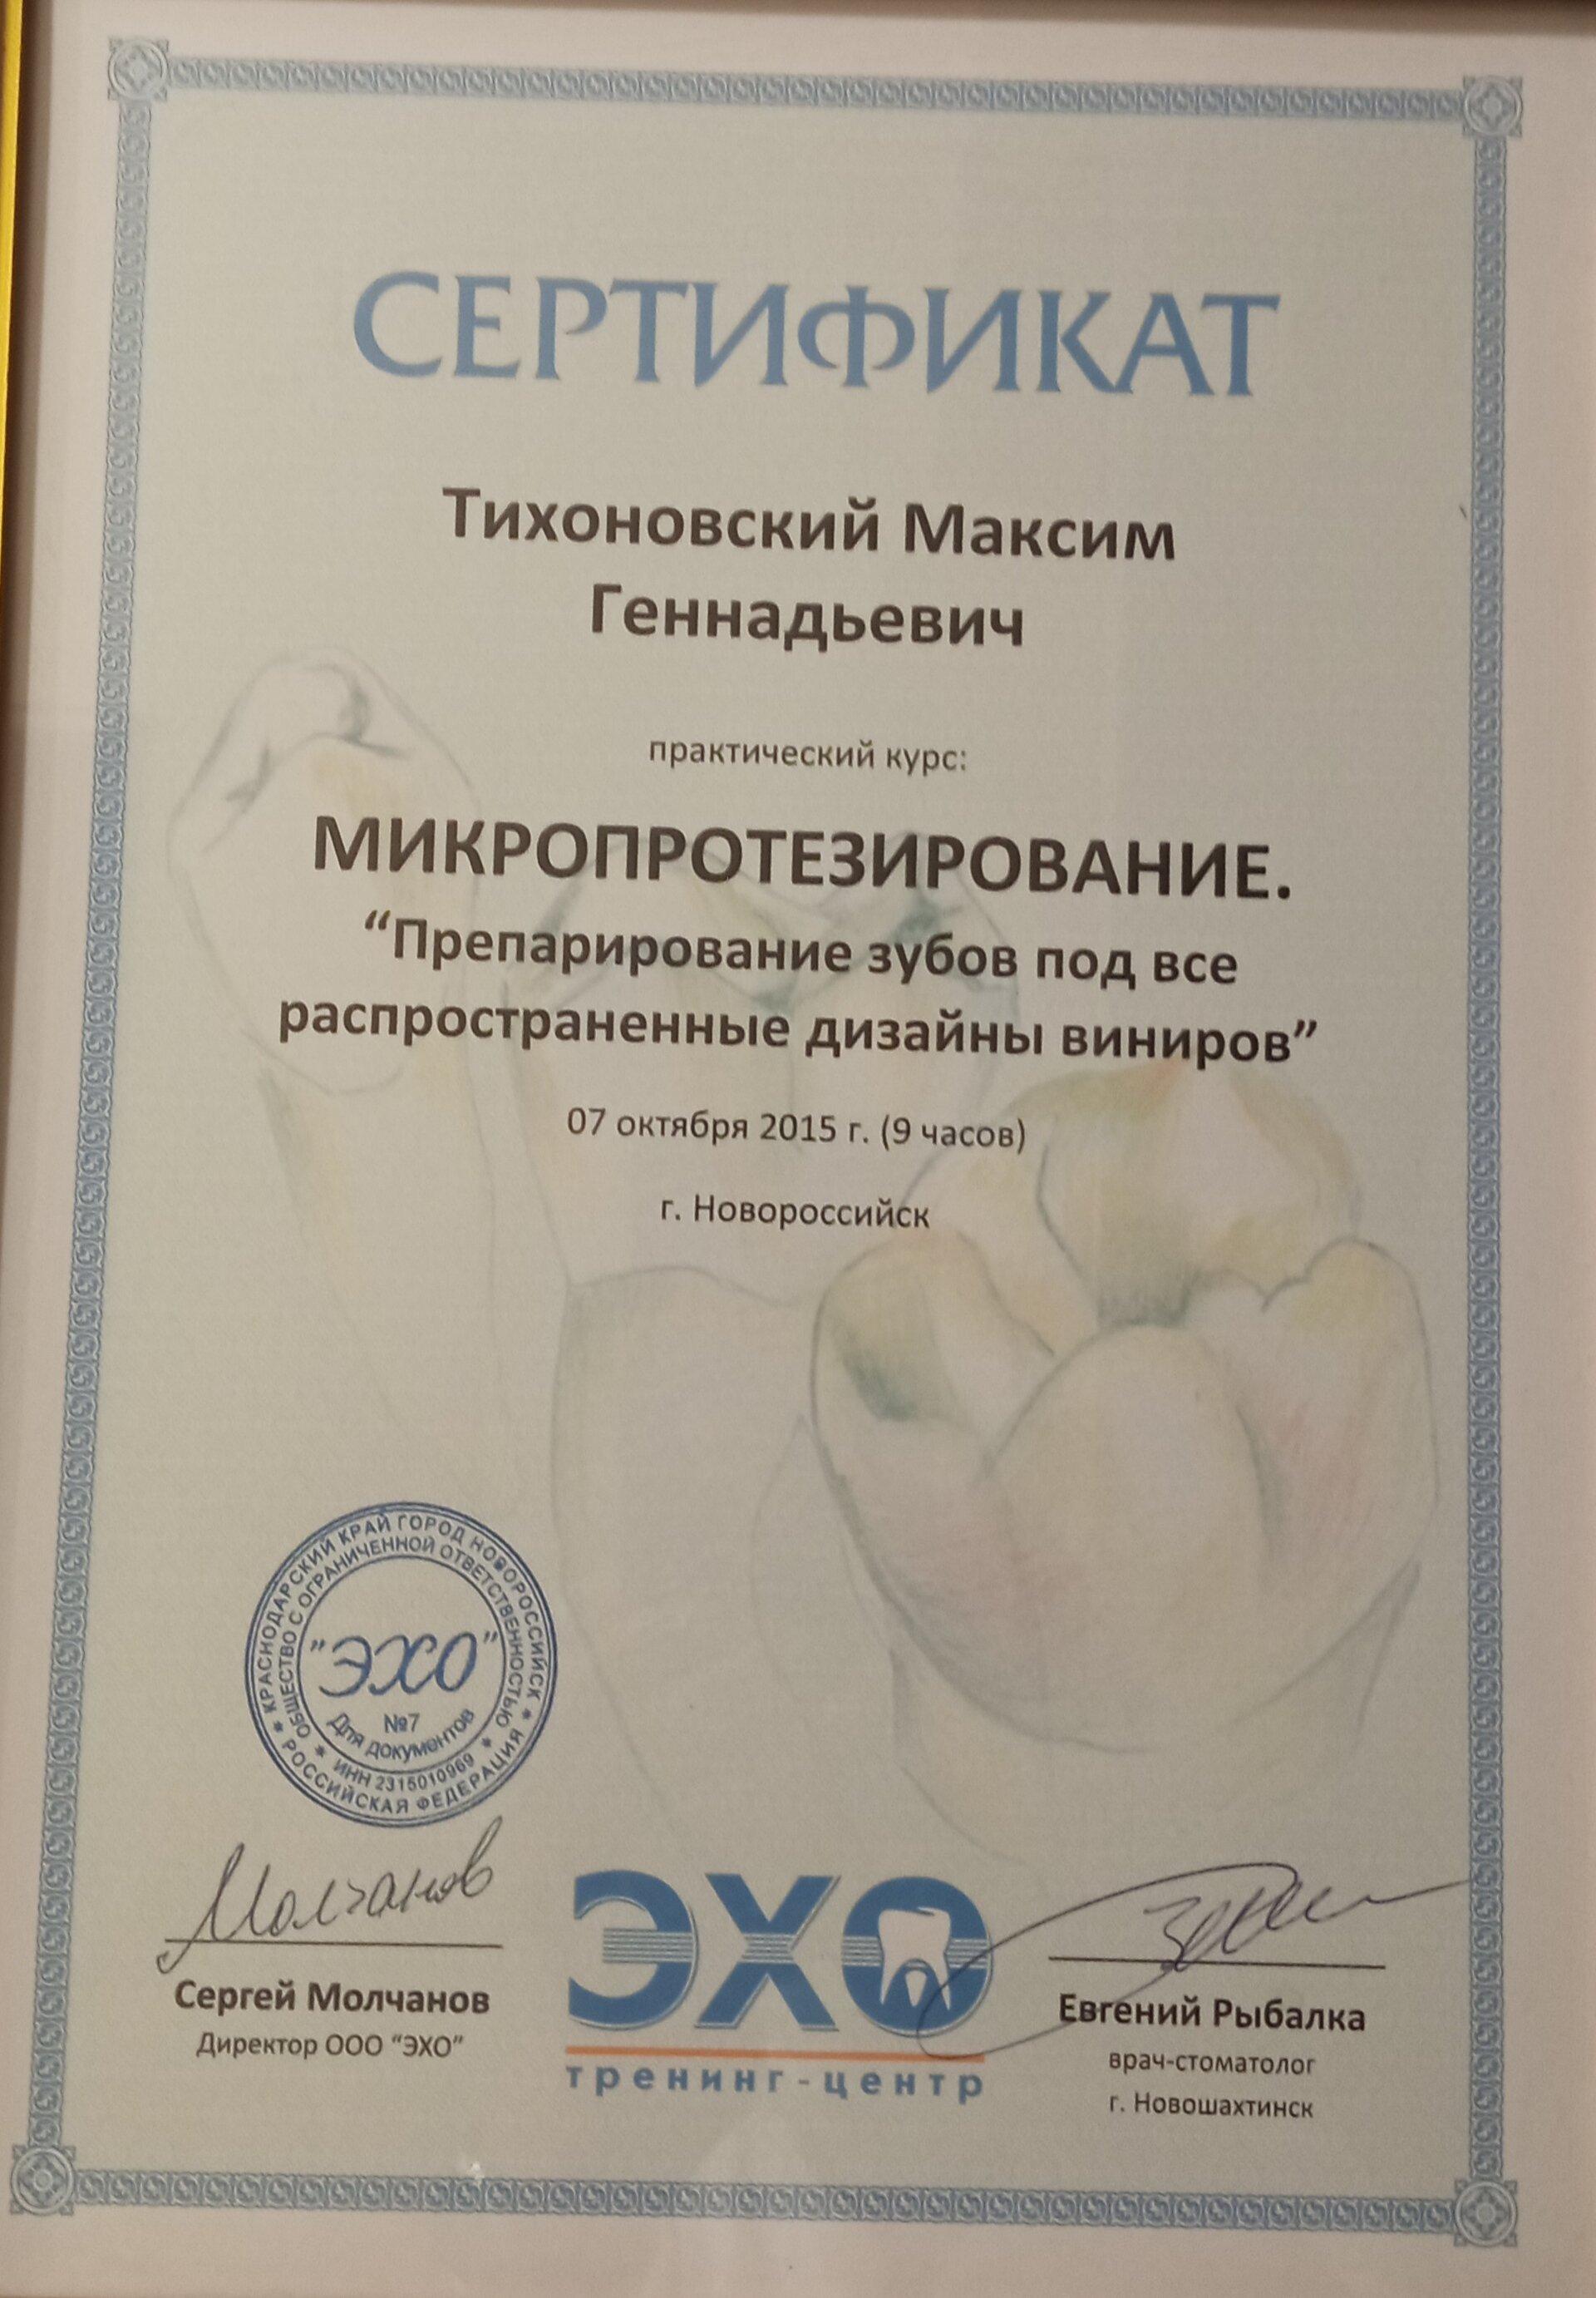 СЕРТИФИКАТ
Тихоновский Максим
Геннадьевич
практический курс:
МИКРОПРОТЕЗИРОВАНИЕ.
“Препарирование зубов под все
распространенные дизайны виниров”
07 октября 2015 г. (9 часов)
г. Новороссийск
* КРАСНОДАРСКИЙ КРАЙ ГОРОД НОВОРОССИЙСК *
РОССИЙСКАЯ ФЕДЕРАЦИЯ
ОБЩЕСТВО С ОГРАНИЧЕННОЙ ОТВЕТСТВЕННОСТЬЮ
* ИНН 2315010969 *
"ЭХО"
№7
Для документов
Молчанов
Сергей Молчанов
Директор ООО “ЭХО”
ЭХО
тренинг-центр
Евгений Рыбалка
врач-стоматолог
г. Новошахтинск